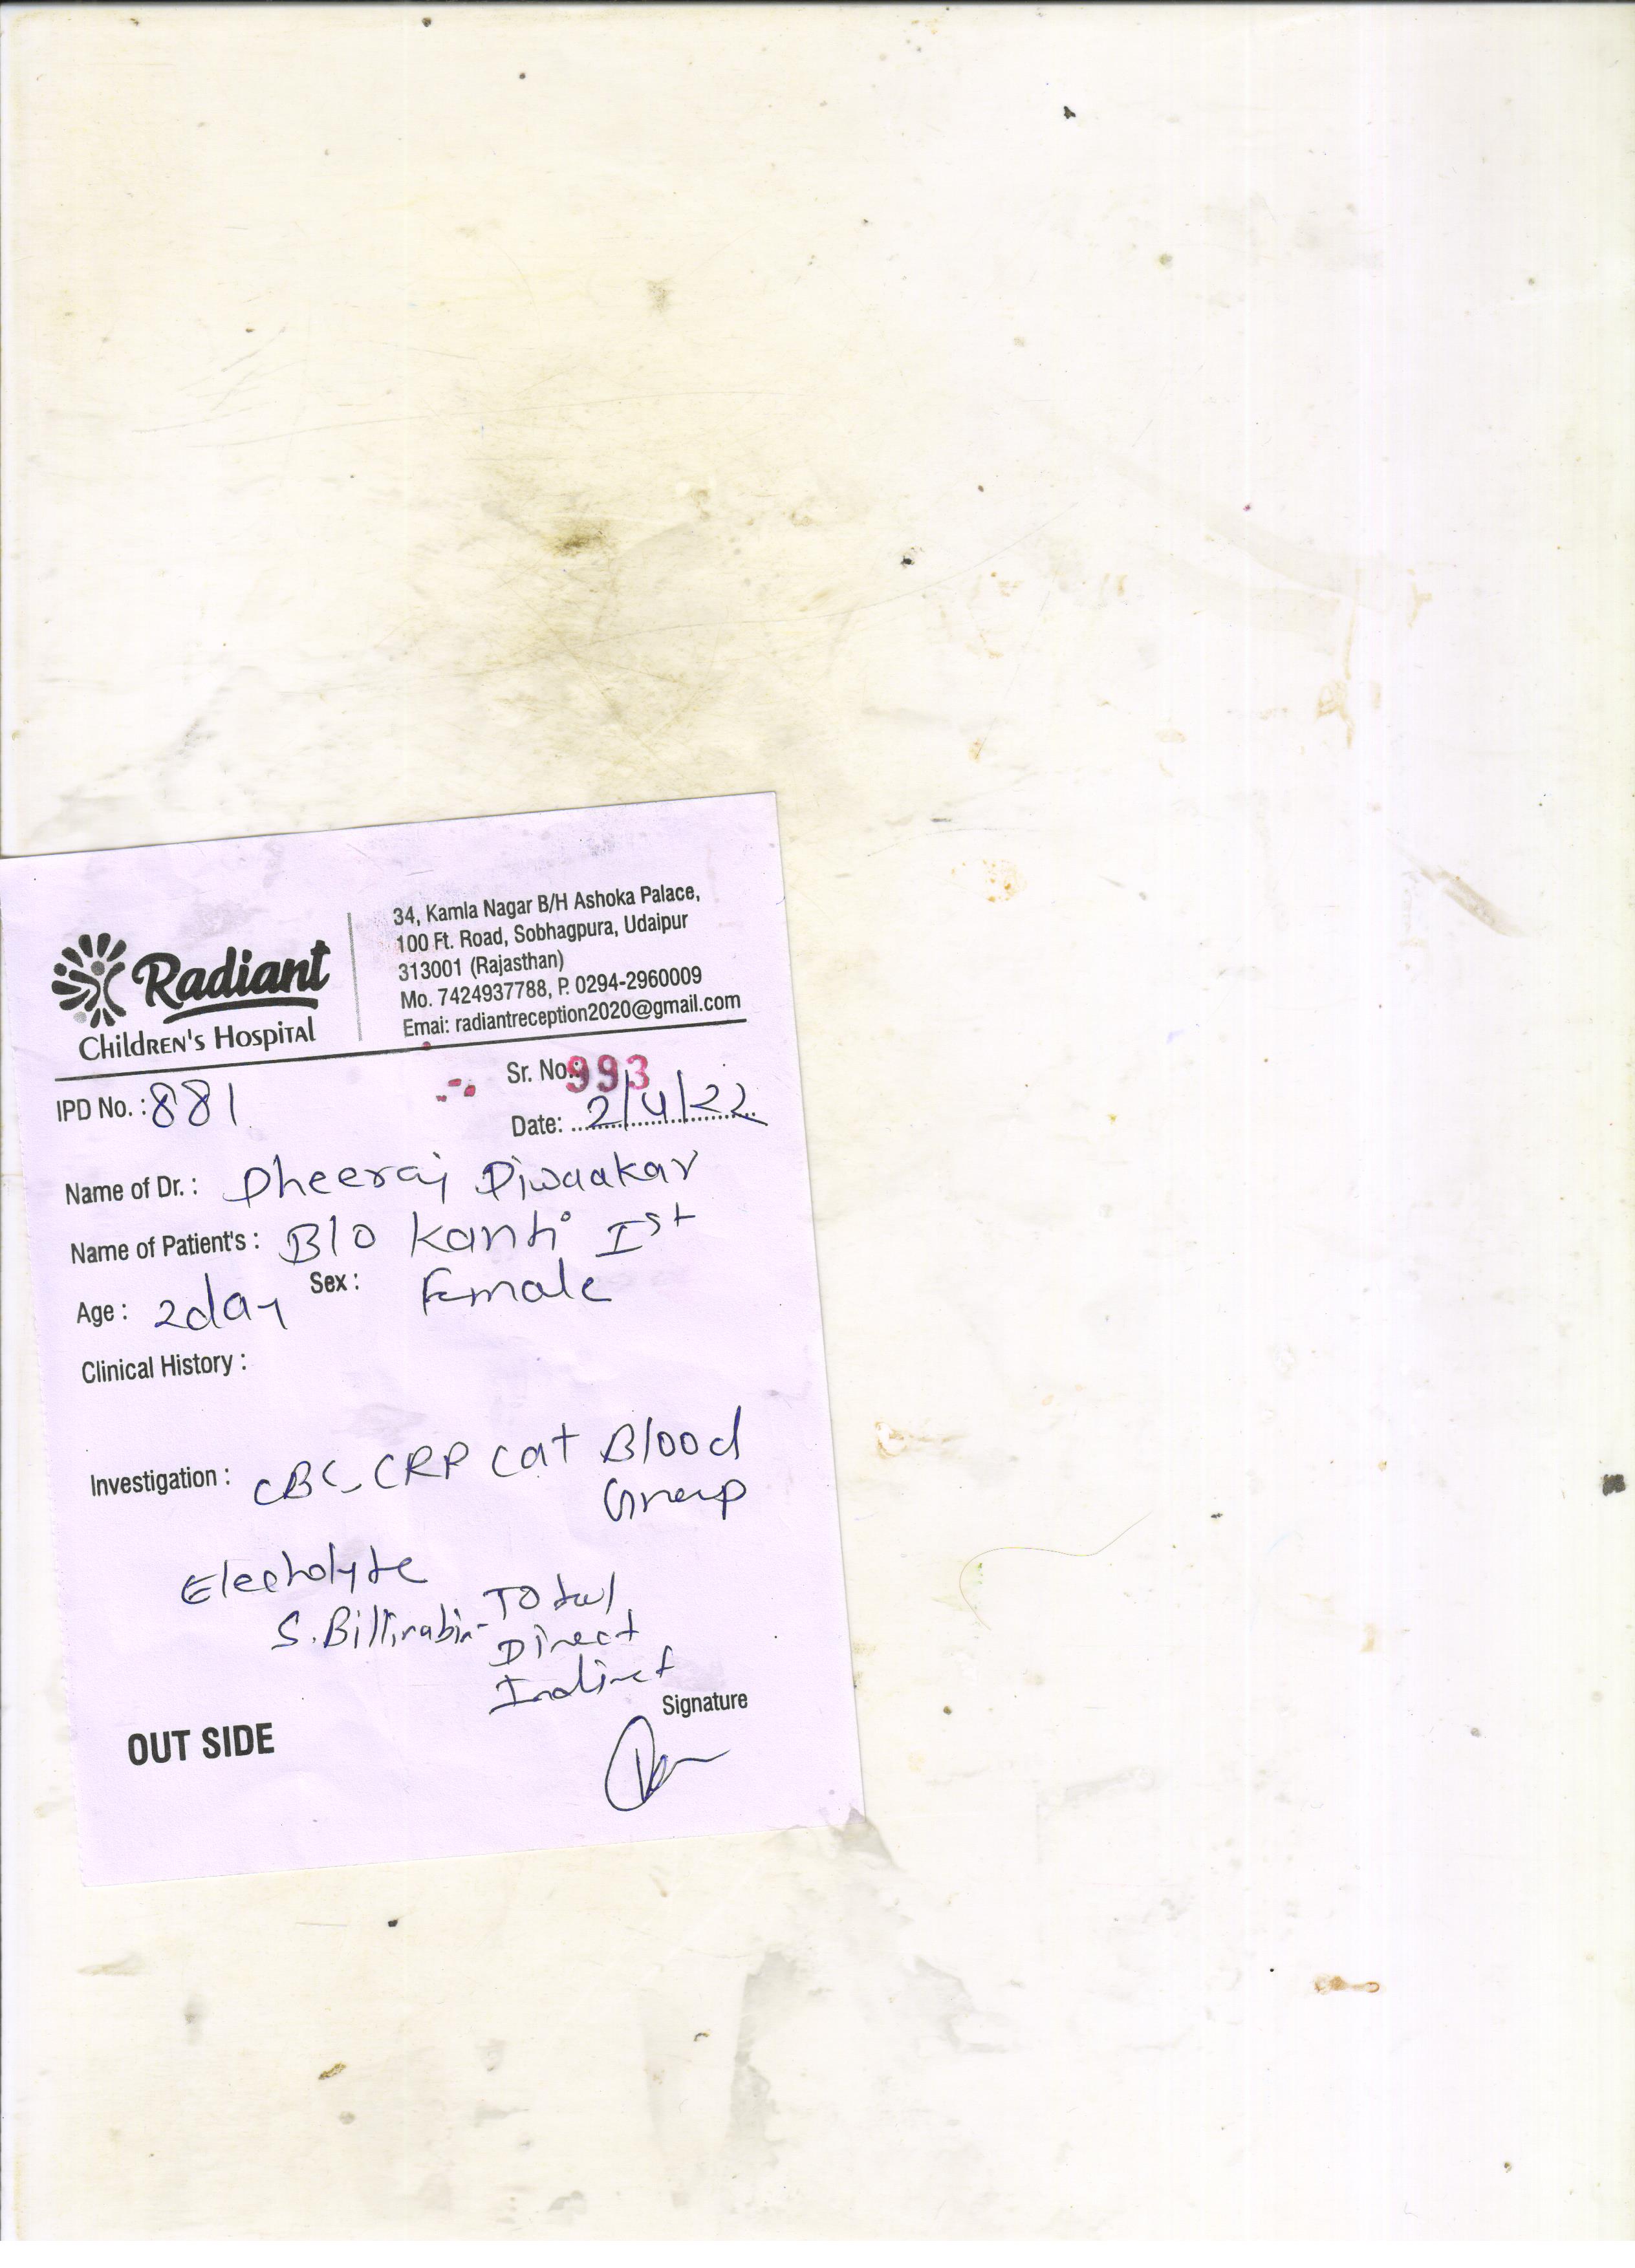 Radiant
Children's Hospital
34, Kamla Nagar B/H Ashoka Palace,
100 Ft. Road, Sobhagpura, Udaipur
313001 (Rajasthan)
Mo. 7424937788, P. 0294-2960009
Emai: radiantreception2020@gmail.com
Sr. No. 993
IPD No. : 881
Date: 2/4/22
Name of Dr. : Dheeraj Diwaakar
Name of Patient's : B/O Kanti Ist
Age : 2day Sex : Female
Clinical History :
Investigation : CBC, CRP Cat Blood
Group
Electrolyte
S. Billirubin - Total
Direct
Indirect
Signature
OUT SIDE